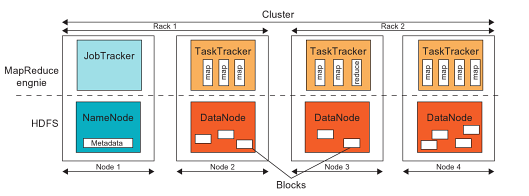 Cluster
Rack 1 Rack 2
JobTracker TaskTracker TaskTracker TaskTracker
map map map map map reduce map map map map
MapReduce
engnie
HDFS
NameNode DataNode DataNode DataNode
Metadata
Node 1 Node 2 Node 3 Node 4
Blocks